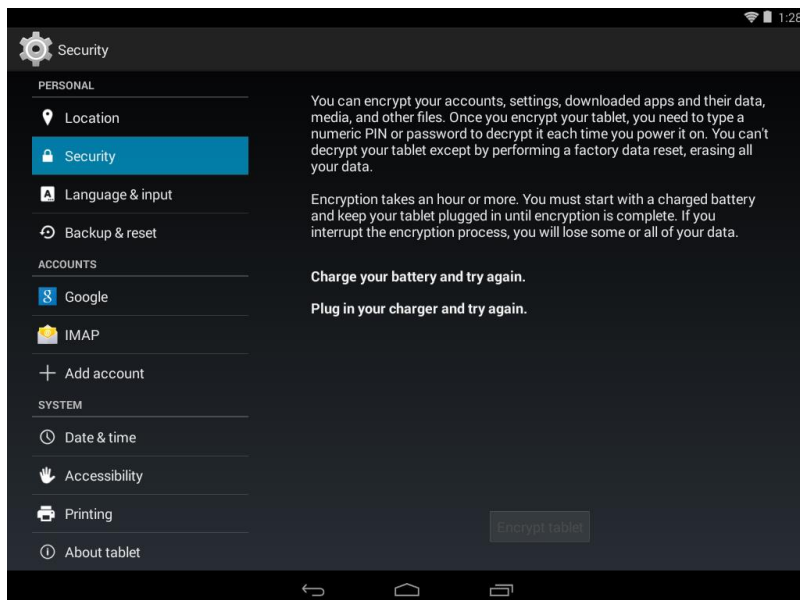 1:28
Security
PERSONAL
Location
Security
Language & input
Backup & reset
ACCOUNTS
Google
IMAP
Add account
SYSTEM
Date & time
Accessibility
Printing
About tablet
You can encrypt your accounts, settings, downloaded apps and their data,
media, and other files. Once you encrypt your tablet, you need to type a
numeric PIN or password to decrypt it each time you power it on. You can't
decrypt your tablet except by performing a factory data reset, erasing all
your data.
Encryption takes an hour or more. You must start with a charged battery
and keep your tablet plugged in until encryption is complete. If you
interrupt the encryption process, you will lose some or all of your data.
Charge your battery and try again.
Plug in your charger and try again.
Encrypt tablet